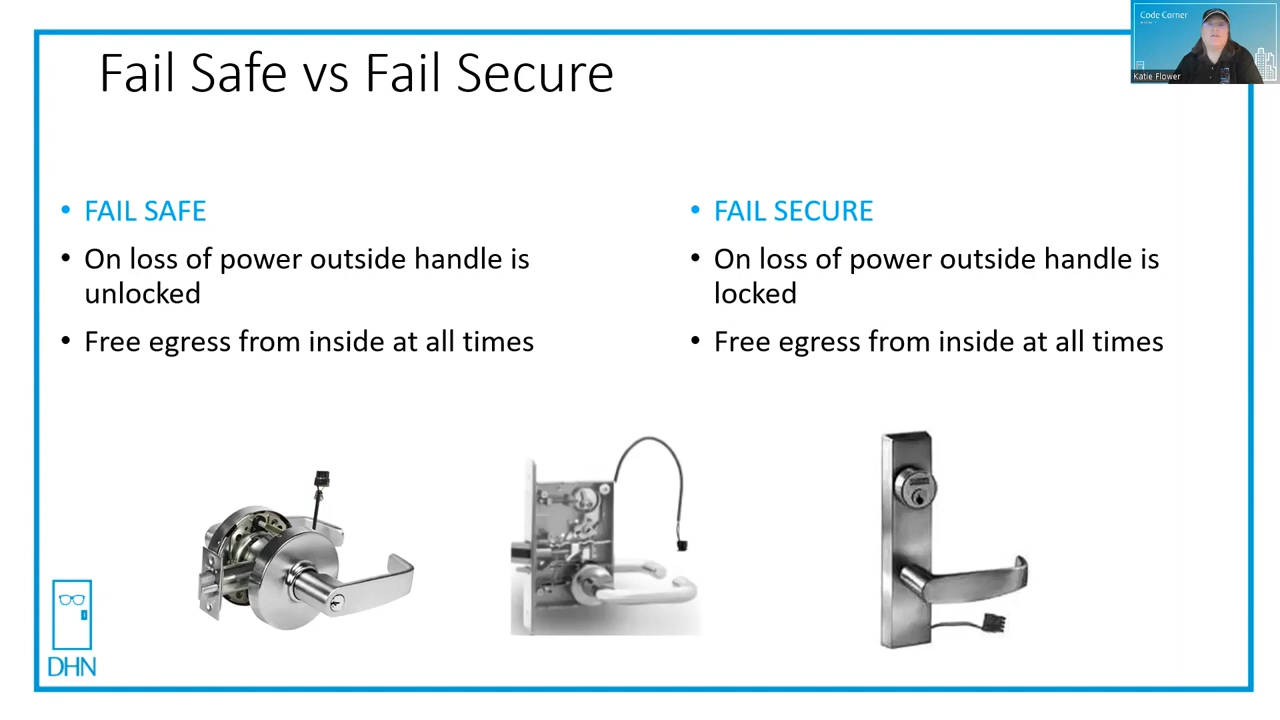 Fail Safe vs Fail Secure
Code Corner
Katie Flower
• FAIL SAFE
• On loss of power outside handle is
unlocked
• Free egress from inside at all times
• FAIL SECURE
• On loss of power outside handle is
locked
• Free egress from inside at all times
DHN